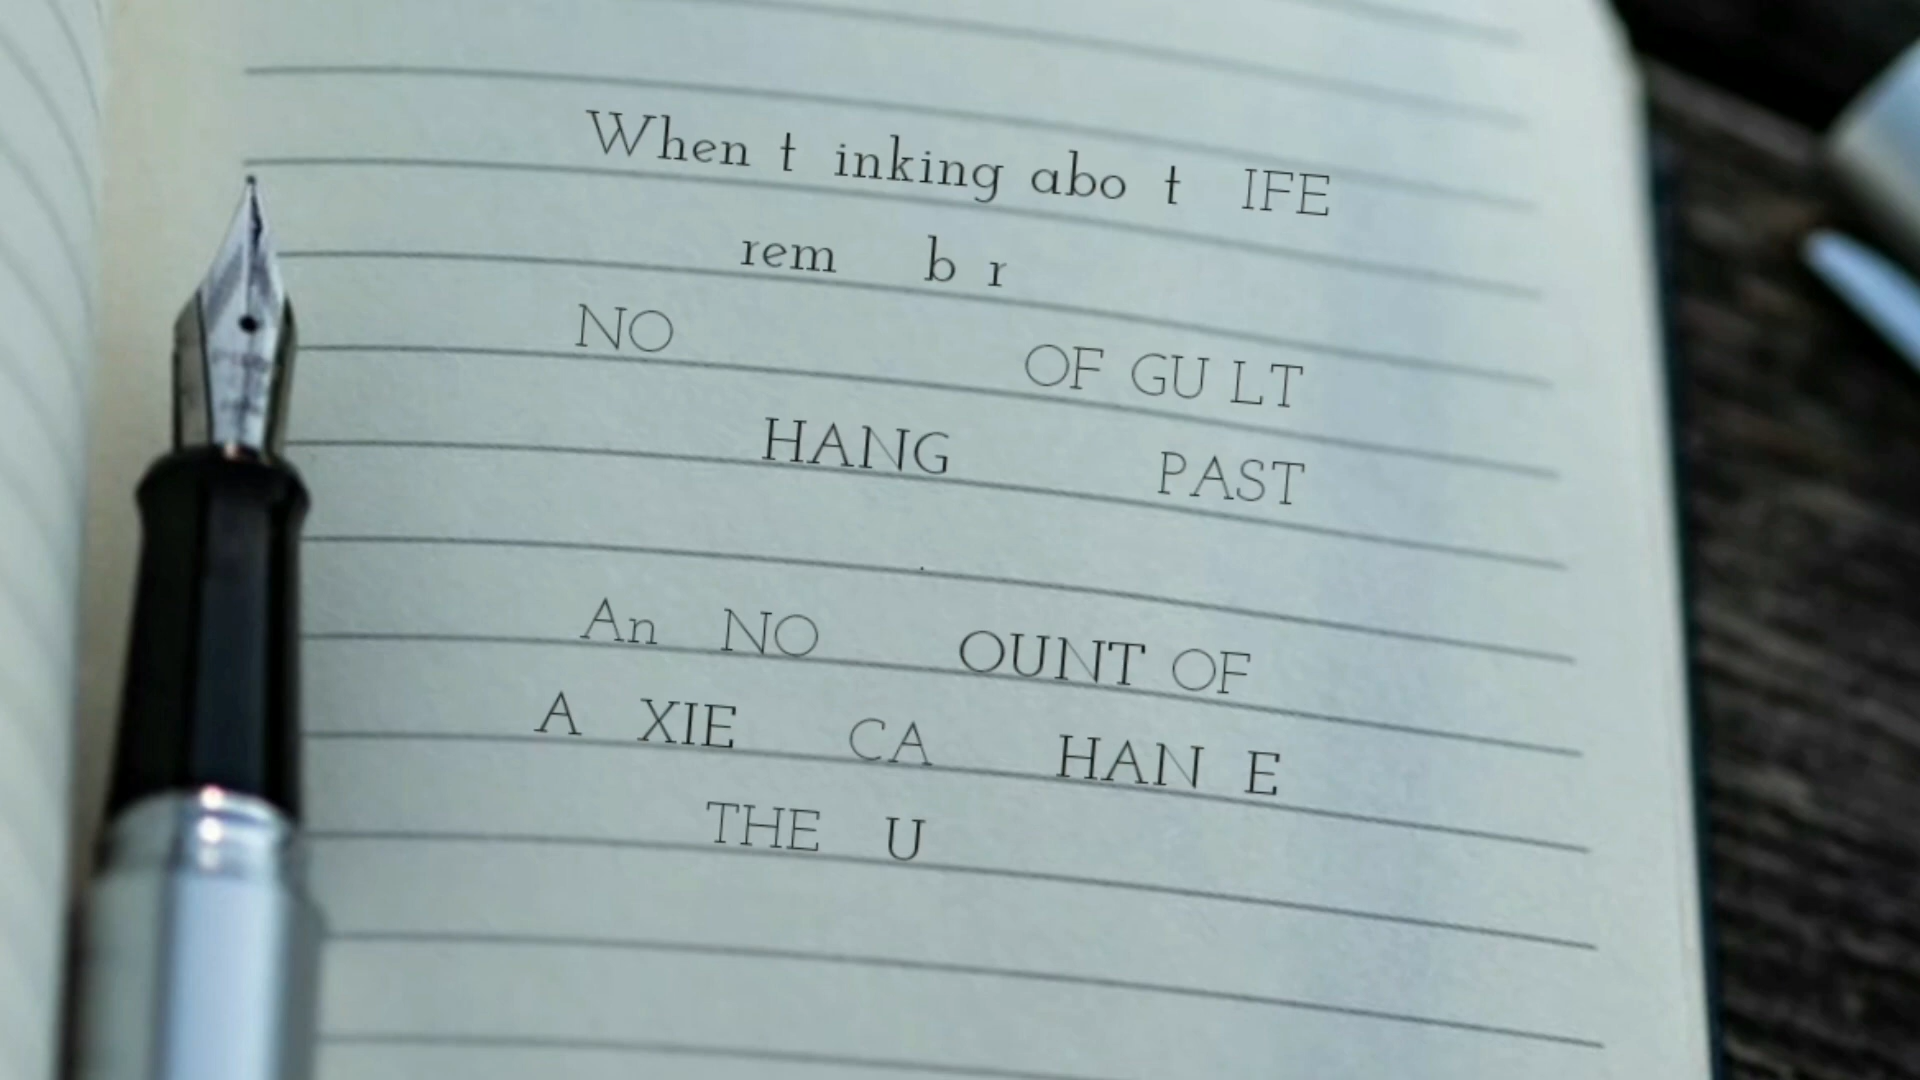 When t inking abo t IFE
rem b r
NO OF GU LT
HANG PAST
An NO OUNT OF
A XIE CA HAN E
THE U